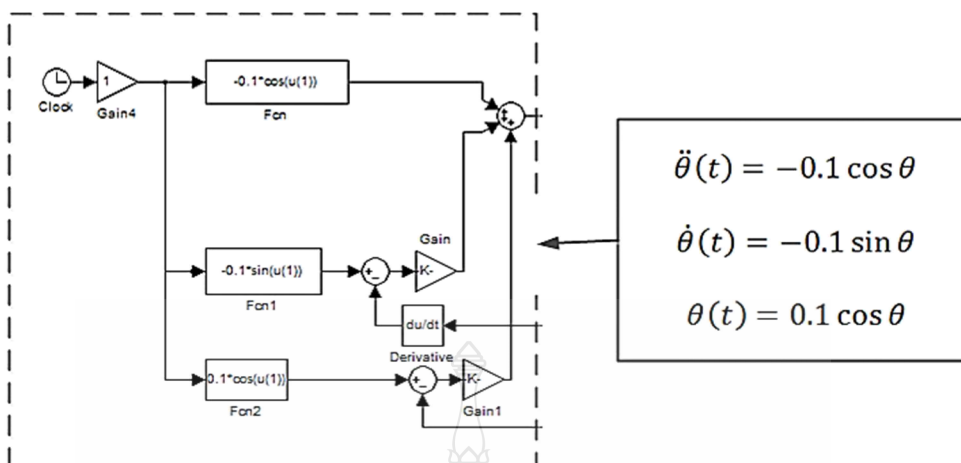 1
Clock
Gain4
-0.1*cos(u(1))
Fcn
Gain
-0.1*sin(u(1))
K-
Fcn1
du/dt
Derivative
0.1*cos(u(1))
-K-
Fcn2
Gain1
θ̈(t) = −0.1 cos θ
θ̇(t) = −0.1 sin θ
θ(t) = 0.1 cos θ